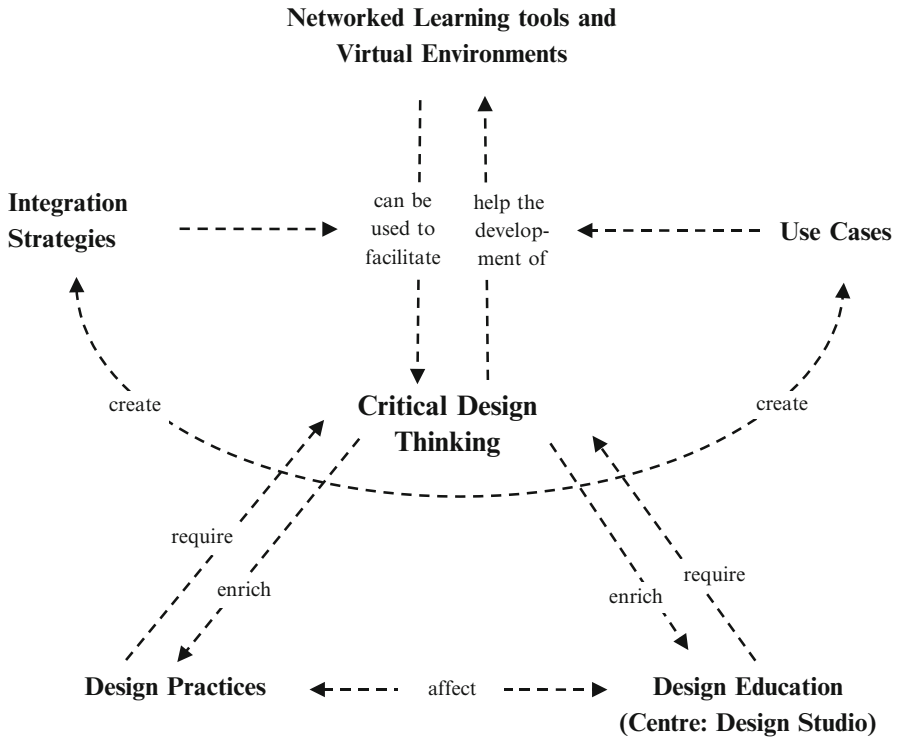 Networked Learning tools and
Virtual Environments
can be
used to
facilitate
help the
develop-
ment of
Integration
Strategies
Use Cases
create
create
Critical Design
Thinking
require
enrich
require
enrich
Design Practices
affect
Design Education
(Centre: Design Studio)